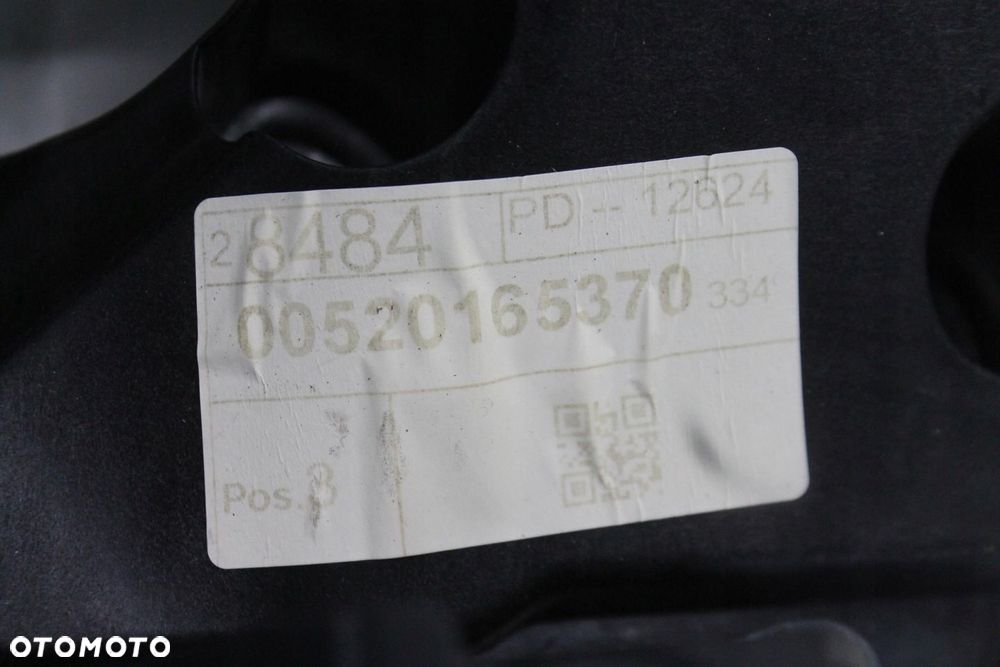 2 8484 PD -- 12624
00520165370 334
Pos. 3
OTOMOTO